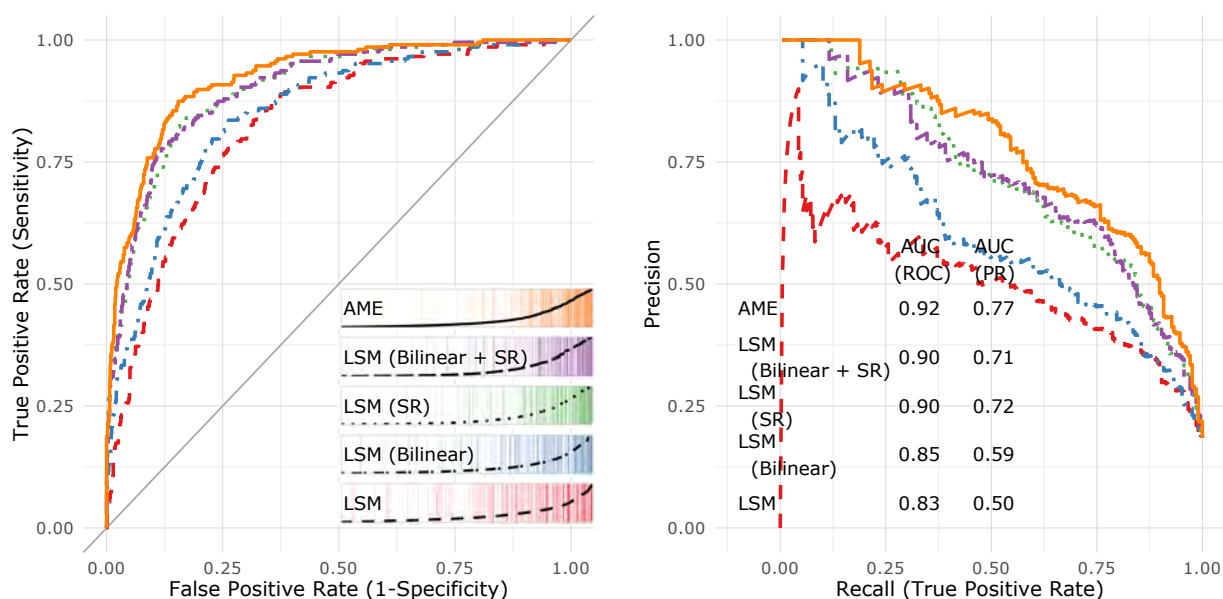 1.00
0.75
0.50
0.25
0.00
True Positive Rate (Sensitivity)
AME
LSM (Bilinear + SR)
LSM (SR)
LSM (Bilinear)
LSM
0.00 0.25 0.50 0.75 1.00
False Positive Rate (1-Specificity)
1.00
0.75
0.50
0.25
0.00
Precision
AUC AUC
(ROC) (PR)
AME 0.92 0.77
LSM
(Bilinear + SR) 0.90 0.71
LSM
(SR) 0.90 0.72
LSM
(Bilinear) 0.85 0.59
LSM 0.83 0.50
0.00 0.25 0.50 0.75 1.00
Recall (True Positive Rate)